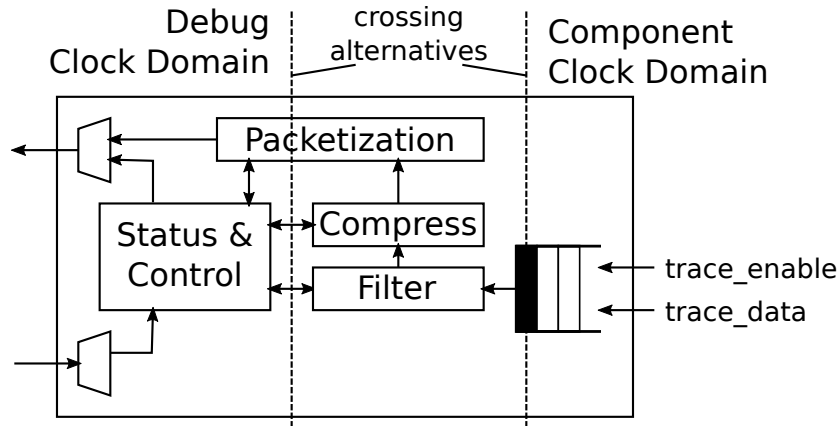 Debug
Clock Domain
crossing
alternatives
Component
Clock Domain
Packetization
Status &
Control
Compress
Filter
trace_enable
trace_data